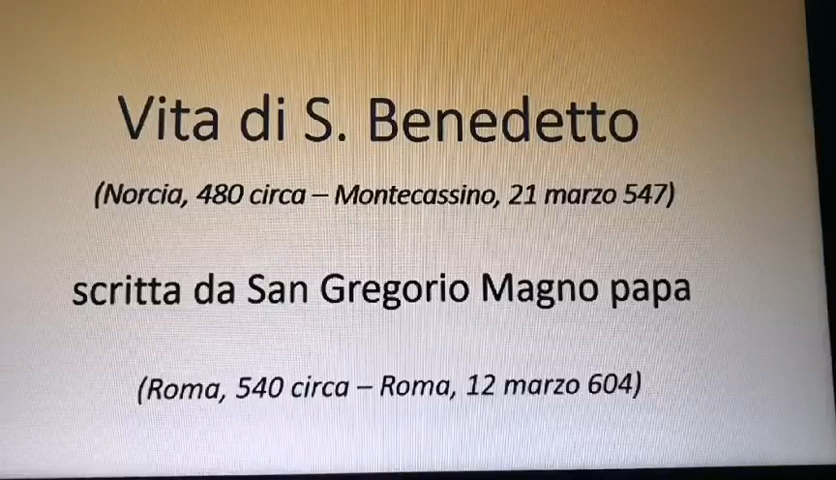 Vita di S. Benedetto
(Norcia, 480 circa – Montecassino, 21 marzo 547)
scritta da San Gregorio Magno papa
(Roma, 540 circa – Roma, 12 marzo 604)